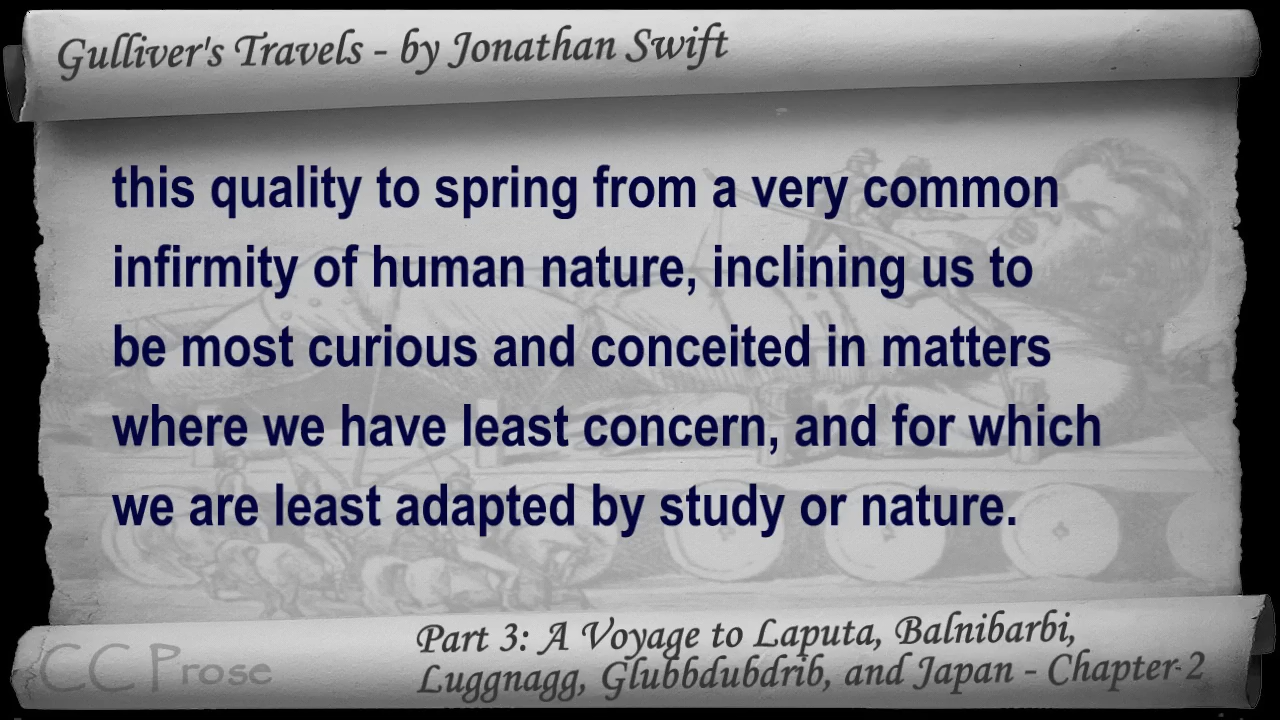 Gulliver's Travels - by Jonathan Swift
this quality to spring from a very common
infirmity of human nature, inclining us to
be most curious and conceited in matters
where we have least concern, and for which
we are least adapted by study or nature.
CC Prose
Part 3: A Voyage to Laputa, Balnibarbi,
Luggnagg, Glubbdubdrib, and Japan - Chapter 2